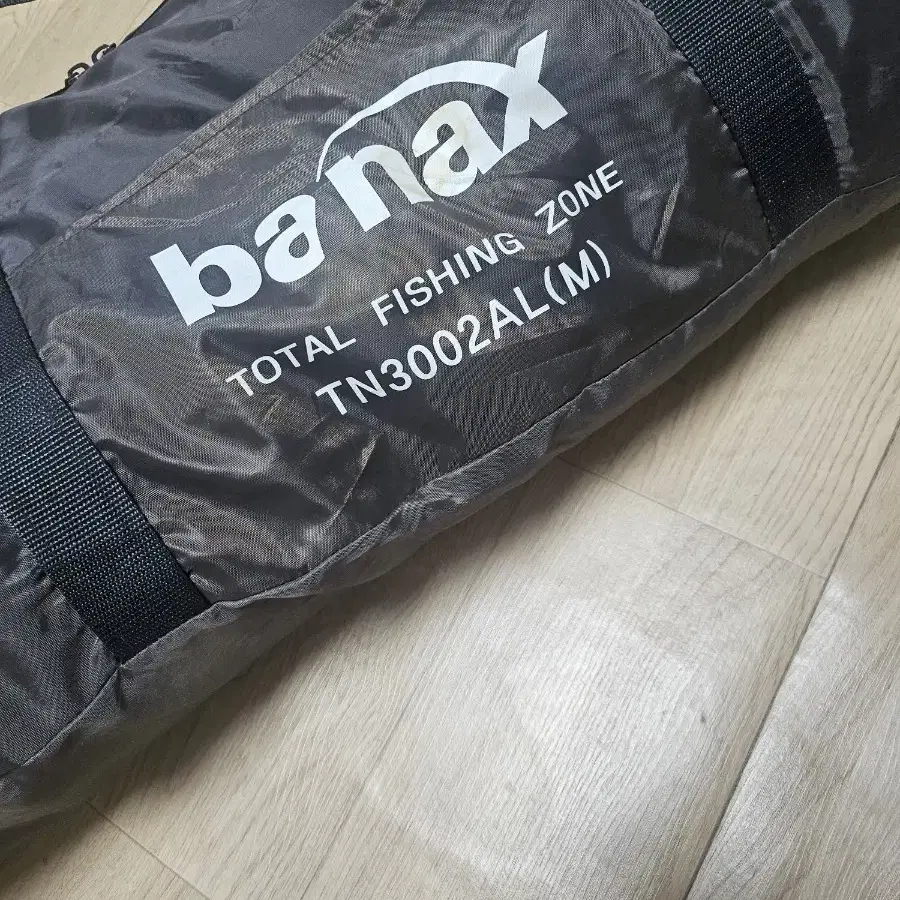 banax
TOTAL FISHING ZONE
TN3002AL(M)